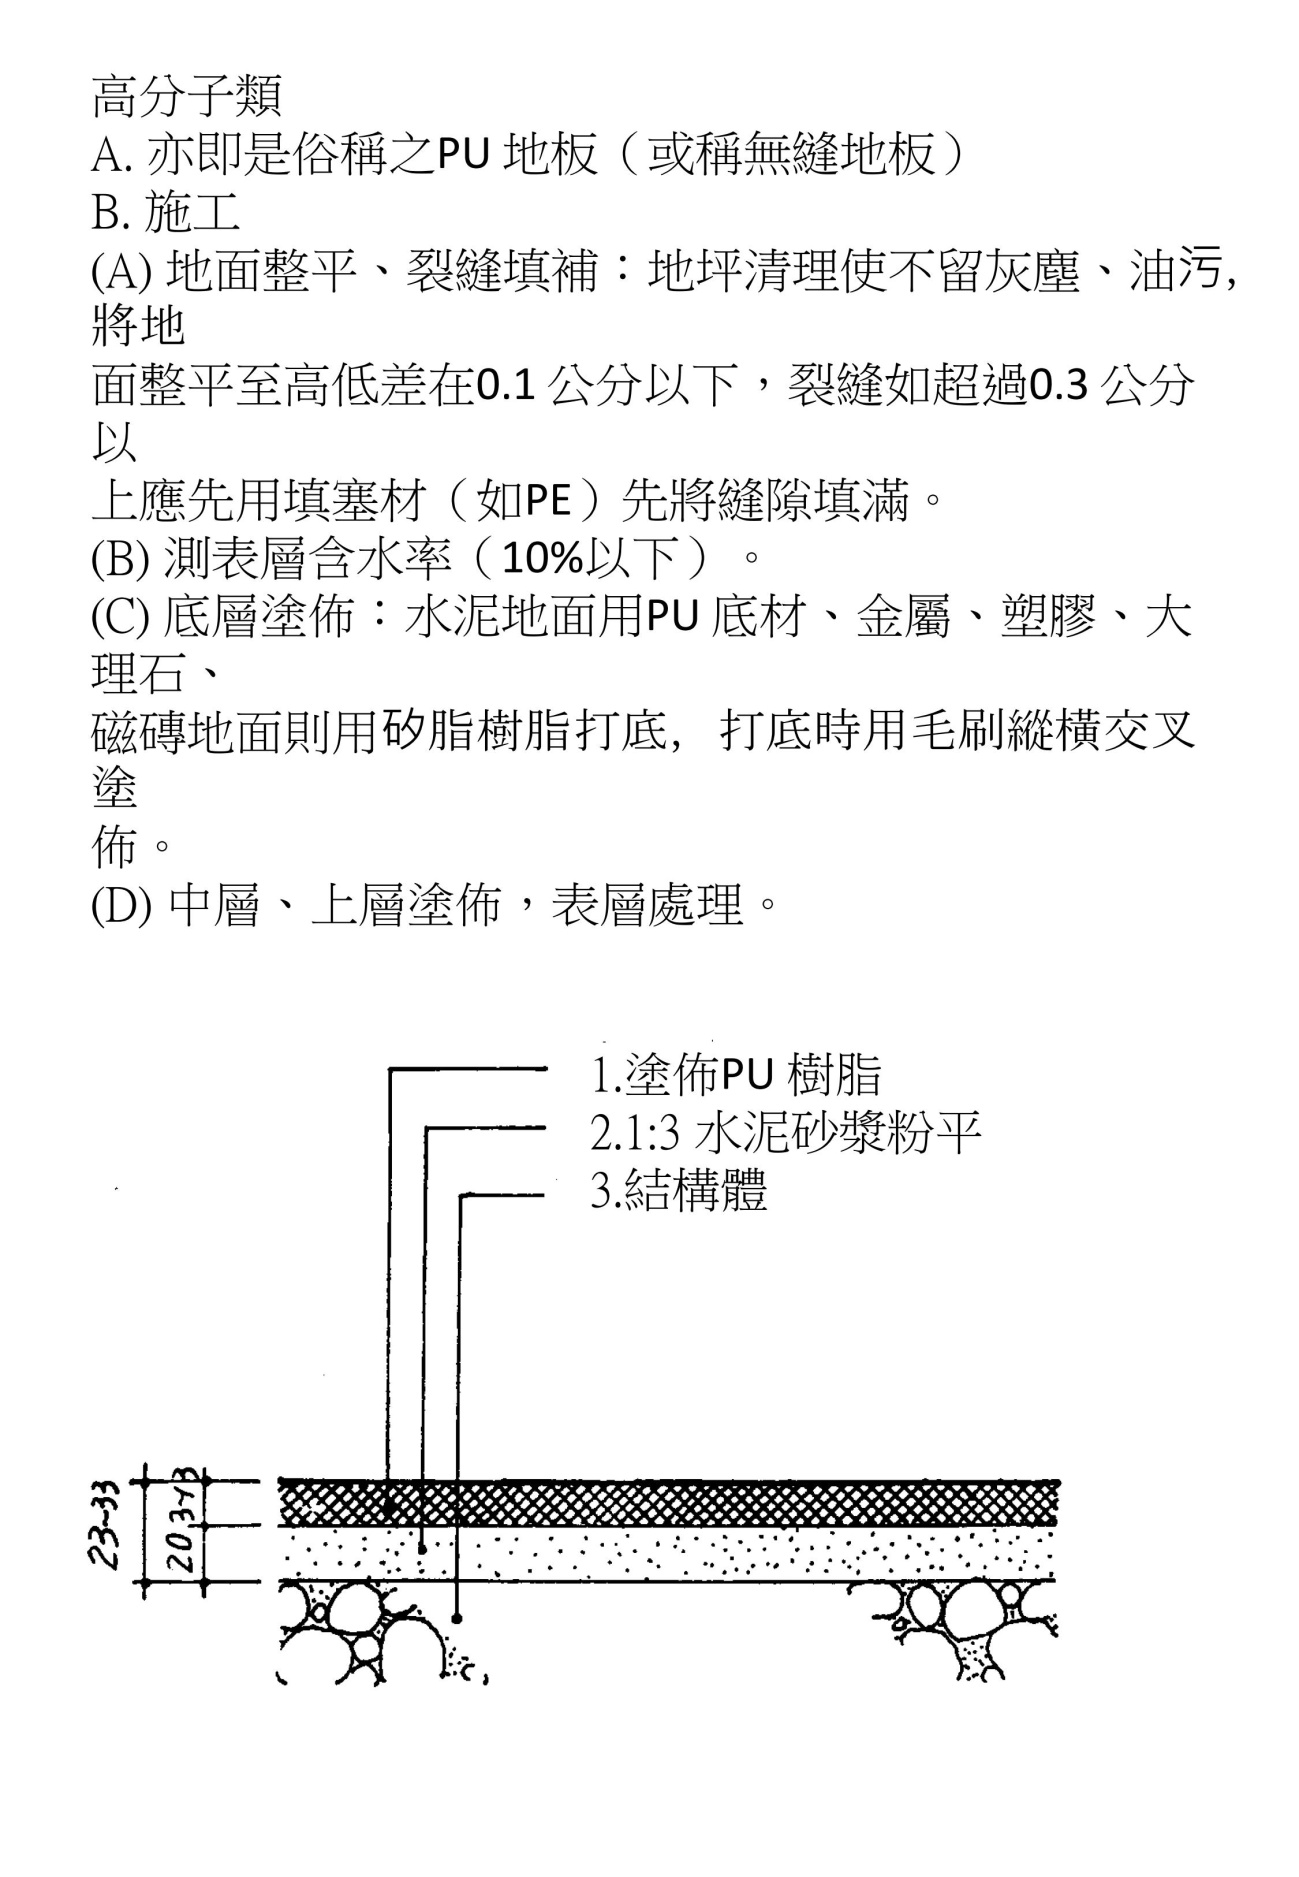 高分子類
A. 亦即是俗稱之PU 地板（或稱無縫地板）
B. 施工
(A) 地面整平、裂縫填補：地坪清理使不留灰塵、油污,
將地
面整平至高低差在0.1 公分以下，裂縫如超過0.3 公分
以
上應先用填塞材（如PE）先將縫隙填滿。
(B) 測表層含水率（10%以下）。
(C) 底層塗佈：水泥地面用PU 底材、金屬、塑膠、大
理石、
磁磚地面則用矽脂樹脂打底，打底時用毛刷縱橫交叉
塗
佈。
(D) 中層、上層塗佈，表層處理。
1.塗佈PU 樹脂
2.1:3 水泥砂漿粉平
3.結構體
23~33
20
3~13